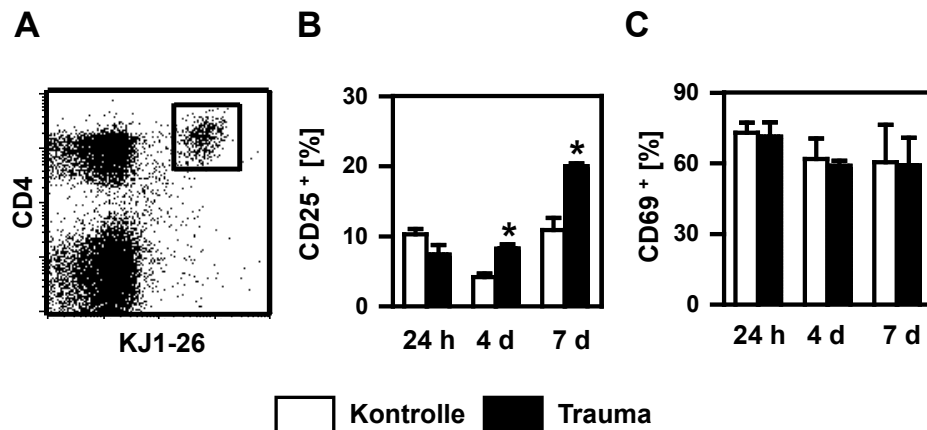 A
B
C
CD4
KJ1-26
CD25 + [%]
30
20
10
0
*
*
24 h 4 d 7 d
CD69 + [%]
90
60
30
0
24 h 4 d 7 d
Kontrolle Trauma